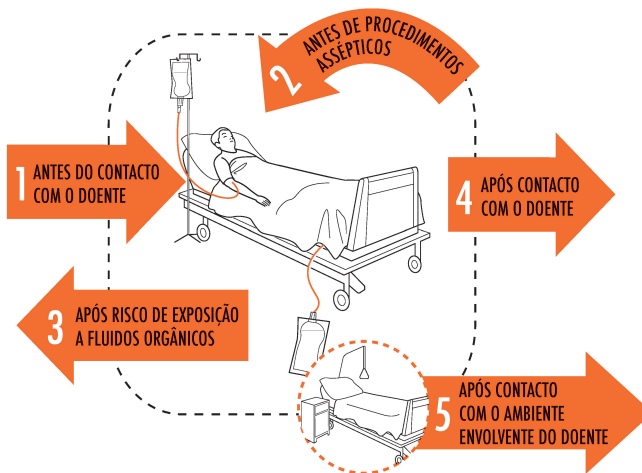 1
ANTES DO CONTACTO
COM O DOENTE
2
ANTES DE PROCEDIMENTOS
ASSÉPTICOS
3
APÓS RISCO DE EXPOSIÇÃO
A FLUIDOS ORGÂNICOS
4
APÓS CONTACTO
COM O DOENTE
5
APÓS CONTACTO
COM O AMBIENTE
ENVOLVENTE DO DOENTE